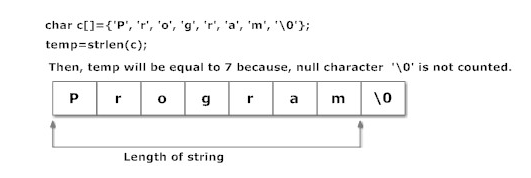 char c[]={'P', 'r', 'o', 'g', 'r', 'a', 'm', '\0'};
temp=strlen(c);
Then, temp will be equal to 7 because, null character '\0' is not counted.
P r o g r a m \0
Length of string